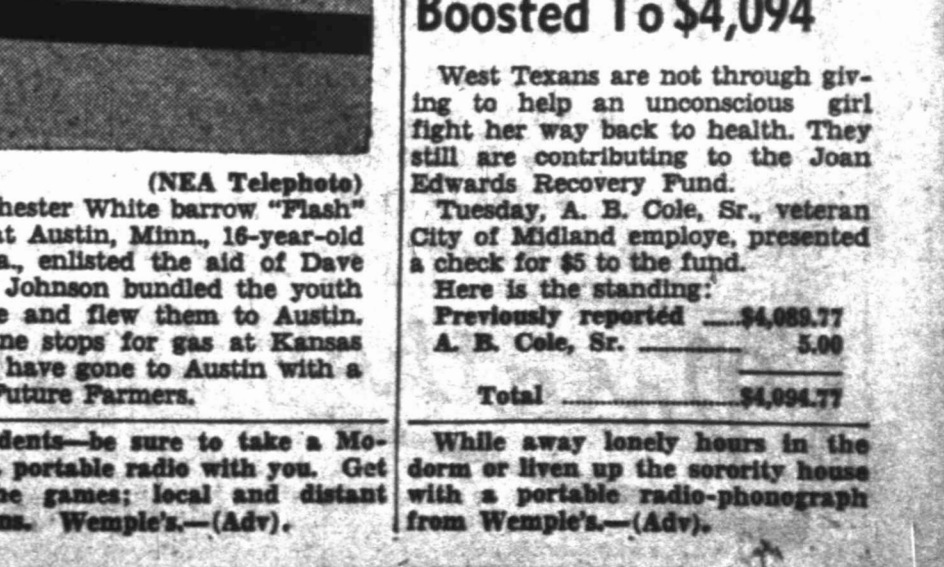 (NEA Telephoto)
hester White barrow "Flash"
at Austin, Minn., 16-year-old
a., enlisted the aid of Dave
Johnson bundled the youth
e and flew them to Austin.
ne stops for gas at Kansas
have gone to Austin with a
Future Farmers.
dents—be sure to take a Mo-
portable radio with you. Get
he games; local and distant
ns. Wemple's.—(Adv).
Boosted To $4,094
West Texans are not through giv-
ing to help an unconscious girl
fight her way back to health. They
still are contributing to the Joan
Edwards Recovery Fund.
Tuesday, A. B. Cole, Sr., veteran
City of Midland employe, presented
a check for $5 to the fund.
Here is the standing:
Previously reported ......$4,089.77
A. B. Cole, Sr. .................. 5.00
Total ..............................$4,094.77
While away lonely hours in the
dorm or liven up the sorority house
with a portable radio-phonograph
from Wemple's.—(Adv).